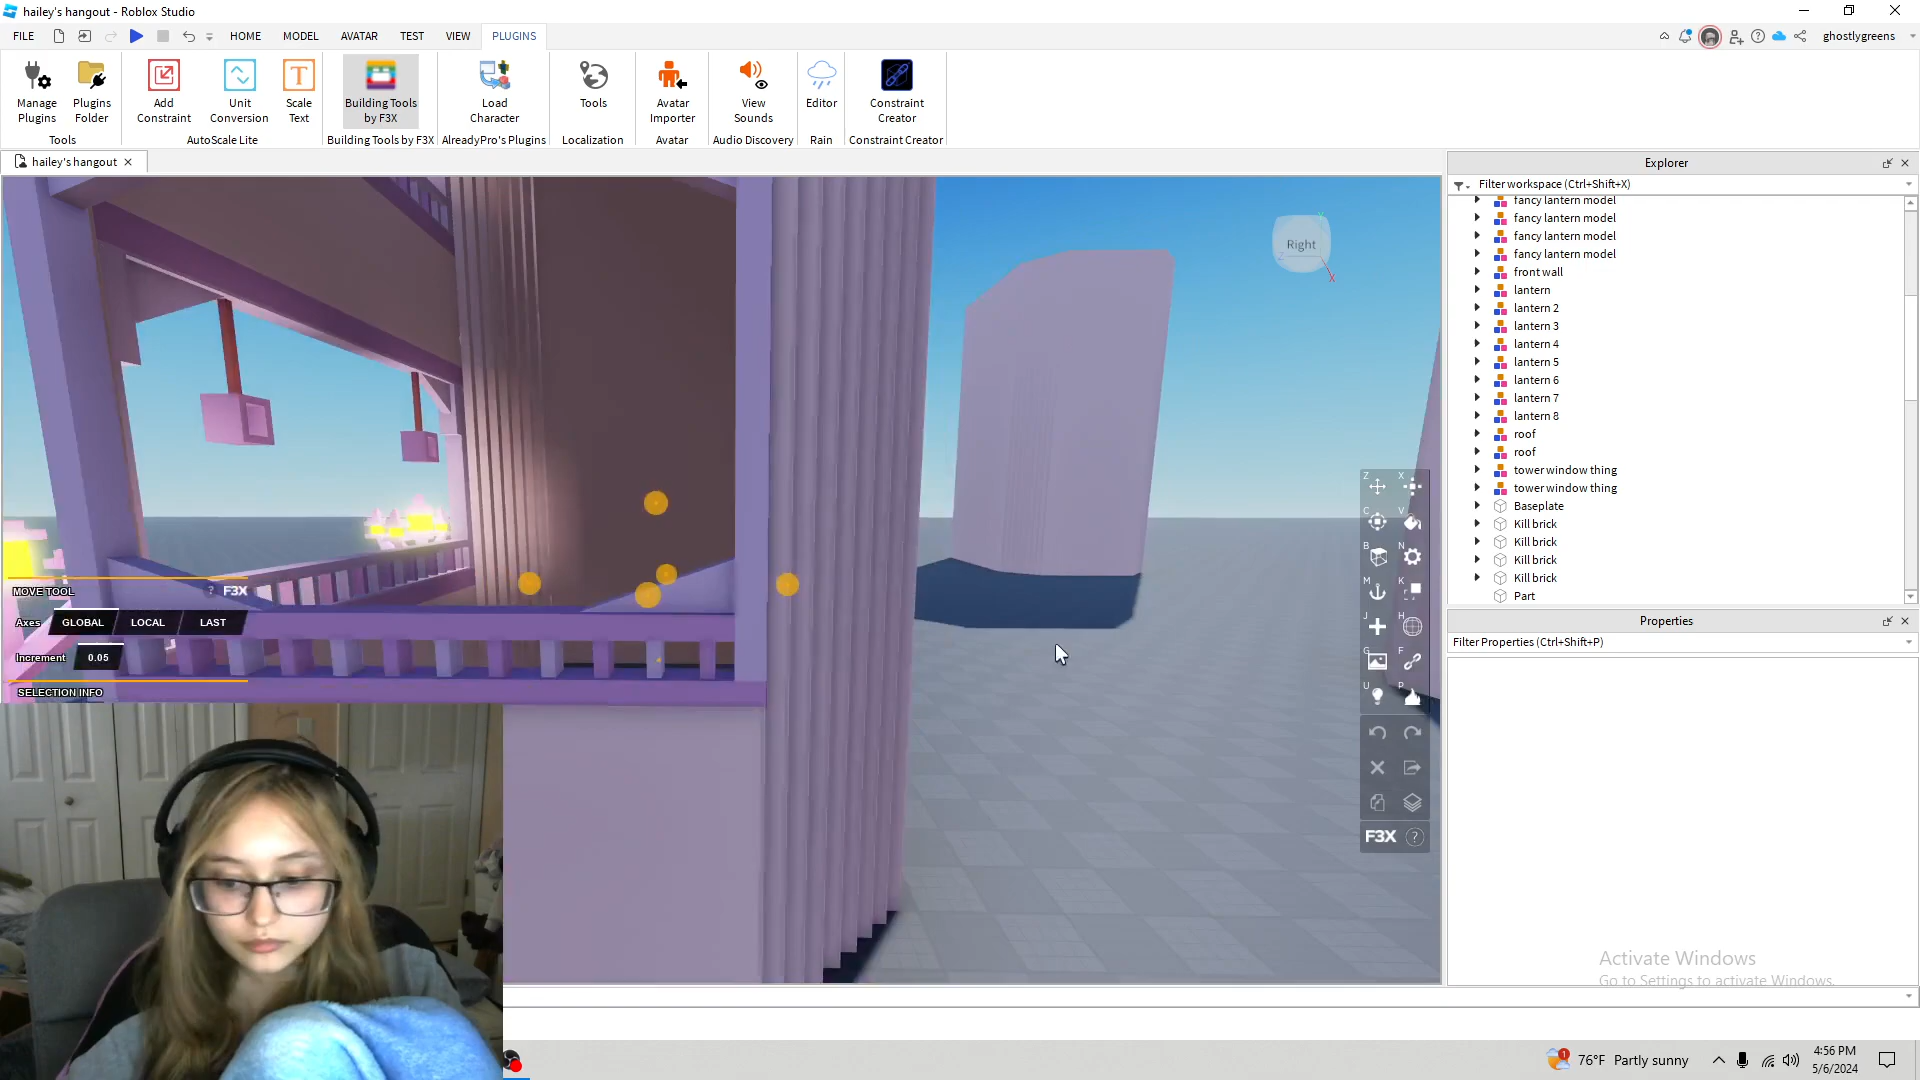 hailey's hangout - Roblox Studio
FILE
HOME
MODEL
AVATAR
TEST
VIEW
PLUGINS
ghostlygreens
Manage Plugins
Plugins Folder
Add Constraint
Unit Conversion
Scale Text
Building Tools by F3X
Load Character
Tools
Avatar Importer
View Sounds
Editor
Constraint Creator
Tools
AutoScale Lite
Building Tools by F3X
AlreadyPro's Plugins
Localization
Avatar
Audio Discovery
Rain
Constraint Creator
hailey's hangout
Right
Y
Z
X
MOVE TOOL
? F3X
Axes GLOBAL LOCAL LAST
Increment 0.05
SELECTION INFO
Z X
C V
B N
M K
J H
G F
U P
F3X ?
Explorer
Filter workspace (Ctrl+Shift+X)
fancy lantern model
fancy lantern model
fancy lantern model
fancy lantern model
front wall
lantern
lantern 2
lantern 3
lantern 4
lantern 5
lantern 6
lantern 7
lantern 8
roof
roof
tower window thing
tower window thing
Baseplate
Kill brick
Kill brick
Kill brick
Kill brick
Part
Properties
Filter Properties (Ctrl+Shift+P)
Activate Windows
Go to Settings to activate Windows.
1
76°F Partly sunny
4:56 PM
5/6/2024